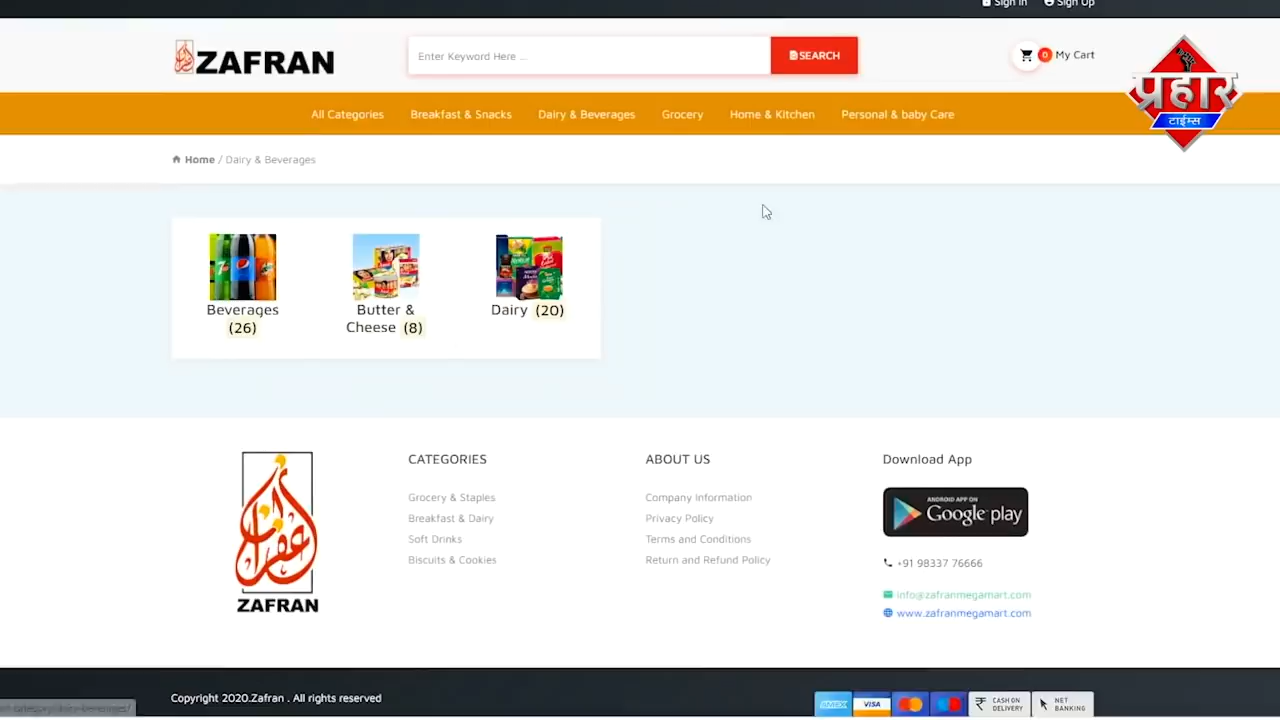 Sign In
Sign Up
ZAFRAN
Enter Keyword Here ...
SEARCH
0
My Cart
प्रहार
टाईम्स
All Categories
Breakfast & Snacks
Dairy & Beverages
Grocery
Home & Kitchen
Personal & baby Care
Home / Dairy & Beverages
Beverages
(26)
Butter &
Cheese (8)
Dairy (20)
عفران
ZAFRAN
CATEGORIES
Grocery & Staples
Breakfast & Dairy
Soft Drinks
Biscuits & Cookies
ABOUT US
Company Information
Privacy Policy
Terms and Conditions
Return and Refund Policy
Download App
ANDROID APP ON
Google play
+91 98337 76666
info@zafranmegamart.com
www.zafranmegamart.com
Copyright 2020.Zafran . All rights reserved
AMEX
VISA
₹ CASH ON
DELIVERY
NET
BANKING